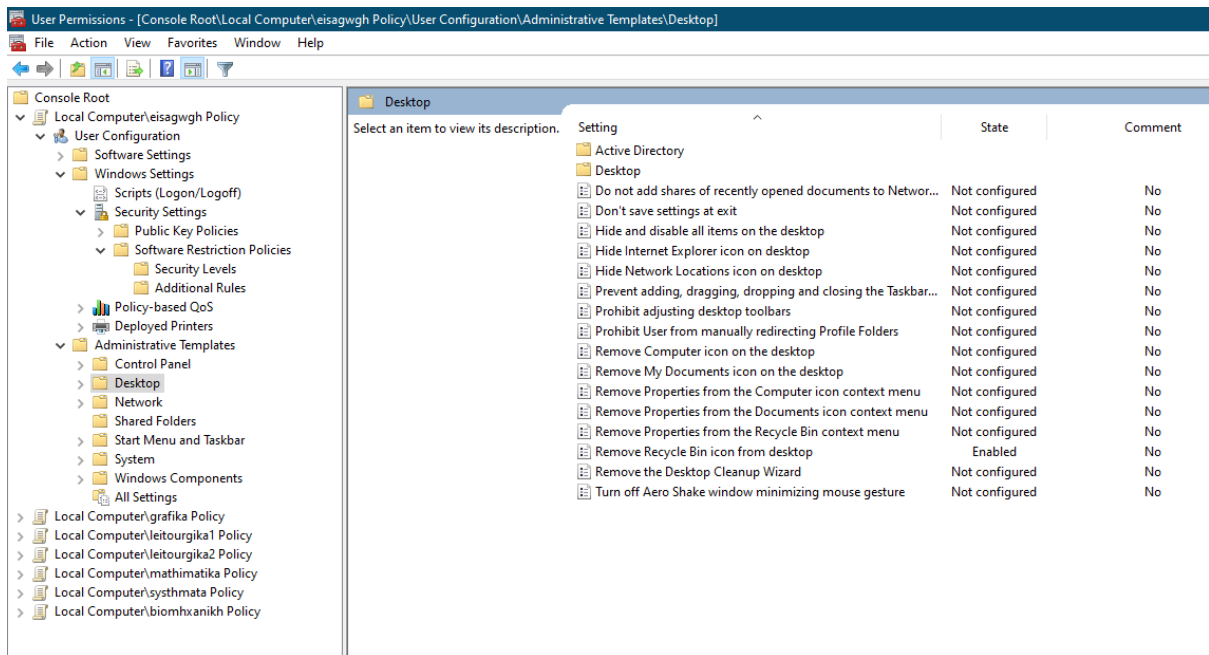 User Permissions - [Console Root\Local Computer\eisagwgh Policy\User Configuration\Administrative Templates\Desktop]
File Action View Favorites Window Help
Console Root
Local Computer\eisagwgh Policy
User Configuration
Software Settings
Windows Settings
Scripts (Logon/Logoff)
Security Settings
Public Key Policies
Software Restriction Policies
Security Levels
Additional Rules
Policy-based QoS
Deployed Printers
Administrative Templates
Control Panel
Desktop
Network
Shared Folders
Start Menu and Taskbar
System
Windows Components
All Settings
Local Computer\grafika Policy
Local Computer\leitourgika1 Policy
Local Computer\leitourgika2 Policy
Local Computer\mathimatika Policy
Local Computer\systhmata Policy
Local Computer\biomhxanikh Policy
Desktop
Select an item to view its description.
Setting State Comment
Active Directory
Desktop
Do not add shares of recently opened documents to Networ... Not configured No
Don't save settings at exit Not configured No
Hide and disable all items on the desktop Not configured No
Hide Internet Explorer icon on desktop Not configured No
Hide Network Locations icon on desktop Not configured No
Prevent adding, dragging, dropping and closing the Taskbar... Not configured No
Prohibit adjusting desktop toolbars Not configured No
Prohibit User from manually redirecting Profile Folders Not configured No
Remove Computer icon on the desktop Not configured No
Remove My Documents icon on the desktop Not configured No
Remove Properties from the Computer icon context menu Not configured No
Remove Properties from the Documents icon context menu Not configured No
Remove Properties from the Recycle Bin context menu Not configured No
Remove Recycle Bin icon from desktop Enabled No
Remove the Desktop Cleanup Wizard Not configured No
Turn off Aero Shake window minimizing mouse gesture Not configured No